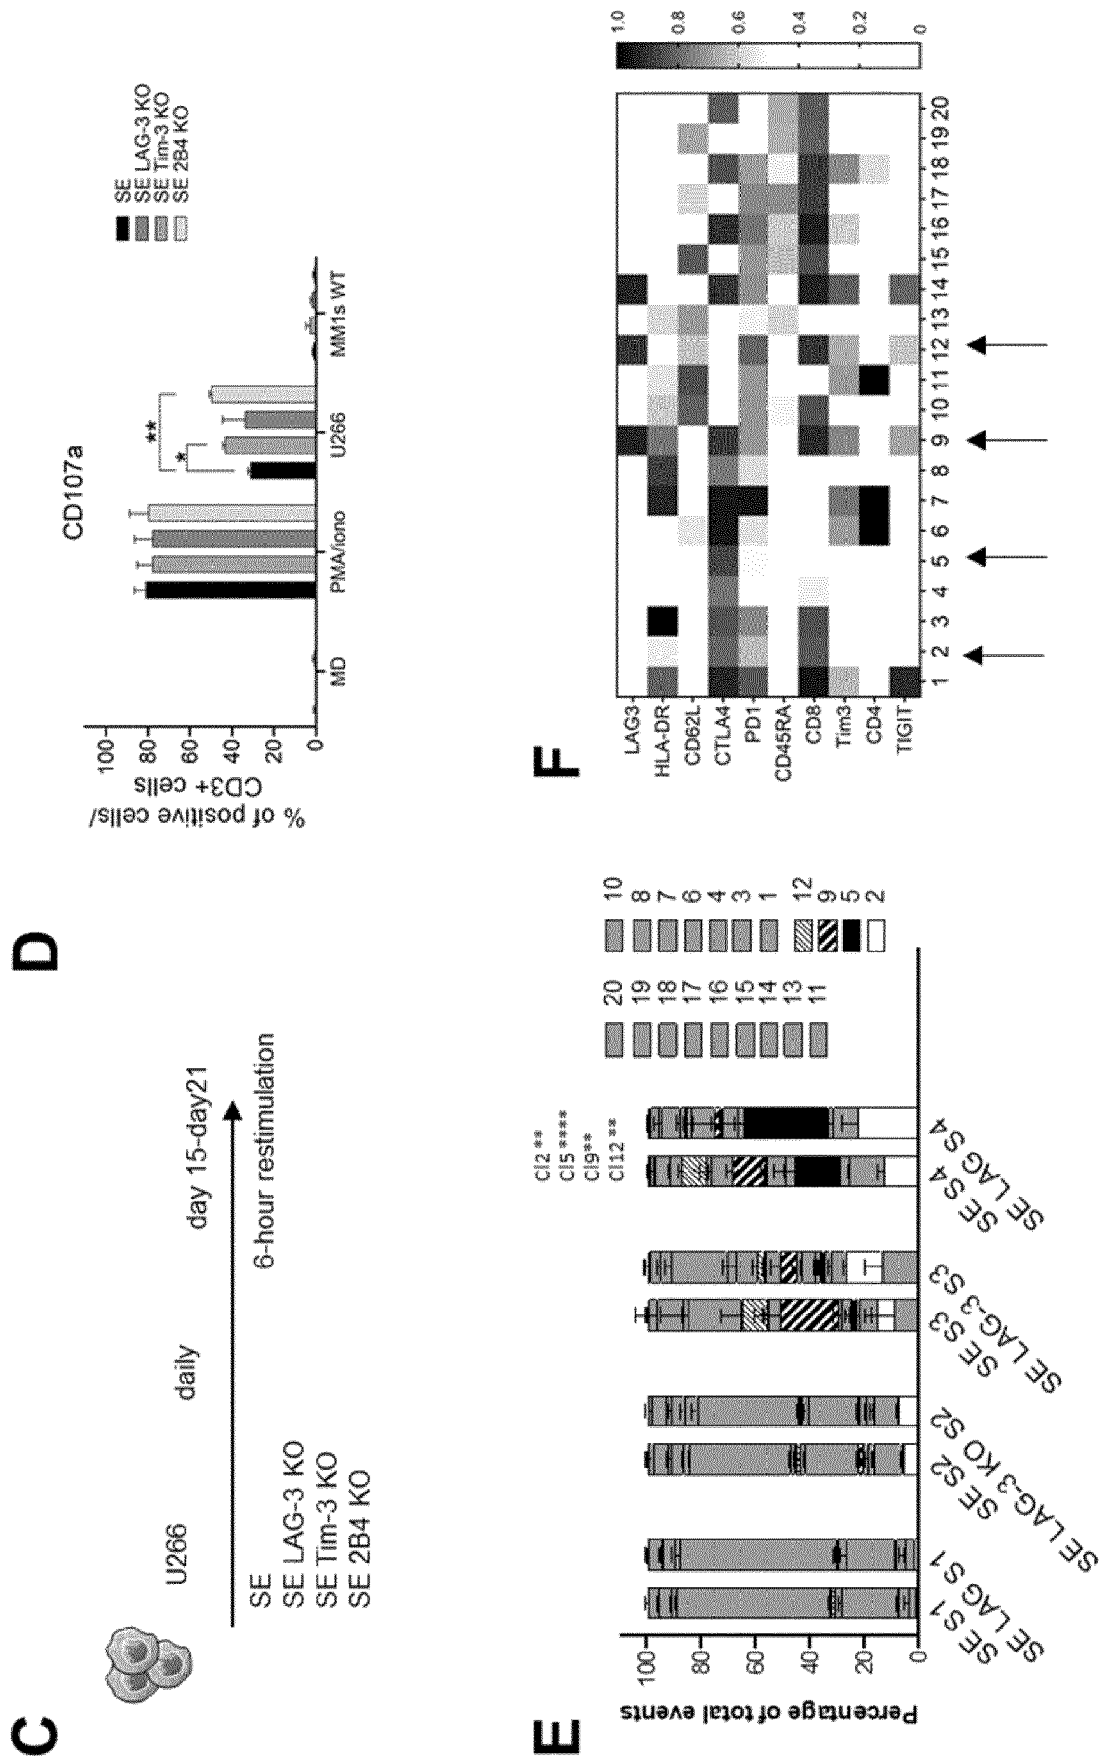 C
U266
daily
day 15-day21
SE
SE LAG-3 KO
SE Tim-3 KO
SE 2B4 KO
6-hour restimulation
D
CD107a
% of positive cells/
CD3+ cells
100
80
60
40
20
0
MD
PMA/iono
U266
MM1s WT
*
**
SE
SE LAG-3 KO
SE Tim-3 KO
SE 2B4 KO
E
Percentage of total events
100
80
60
40
20
0
SE S1
SE LAG S1
SE S2
SE LAG-3 KO S2
SE S3
SE LAG-3 S3
SE S4
SE LAG S4
Cl2 **
Cl5 ****
Cl9**
Cl12 **
20 10
19 8
18 7
17 6
16 4
15 3
14 1
13 12
11 9
5
2
F
LAG3
HLA-DR
CD62L
CTLA4
PD1
CD45RA
CD8
Tim3
CD4
TIGIT
1 2 3 4 5 6 7 8 9 10 11 12 13 14 15 16 17 18 19 20
1.0
0.8
0.6
0.4
0.2
0